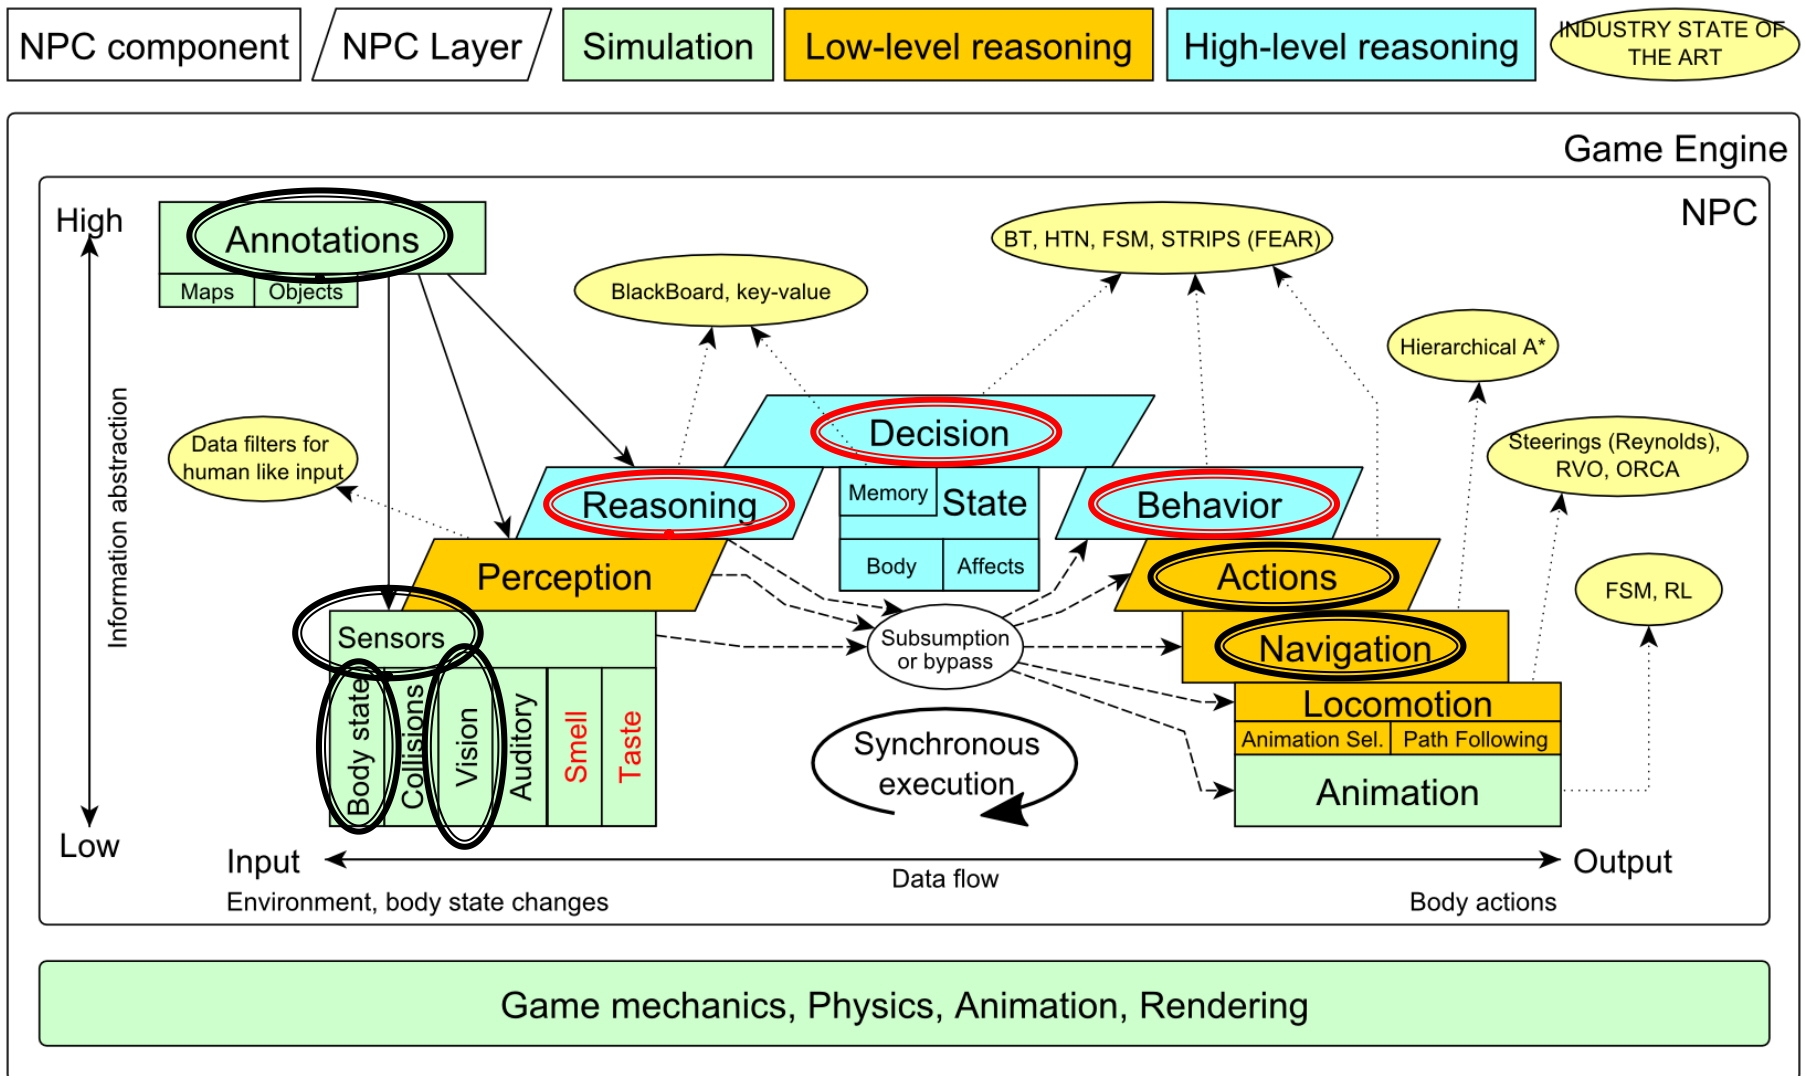 NPC component
NPC Layer
Simulation
Low-level reasoning
High-level reasoning
INDUSTRY STATE OF
THE ART
Game Engine
NPC
High
Annotations
Maps
Objects
BlackBoard, key-value
BT, HTN, FSM, STRIPS (FEAR)
Hierarchical A*
Information abstraction
Data filters for
human like input
Decision
Steerings (Reynolds),
RVO, ORCA
Reasoning
Memory
State
Behavior
Perception
Body
Affects
Actions
FSM, RL
Sensors
Subsumption
or bypass
Navigation
Body state
Collisions
Vision
Auditory
Smell
Taste
Locomotion
Animation Sel.
Path Following
Synchronous
execution
Animation
Low
Input
Output
Data flow
Environment, body state changes
Body actions
Game mechanics, Physics, Animation, Rendering